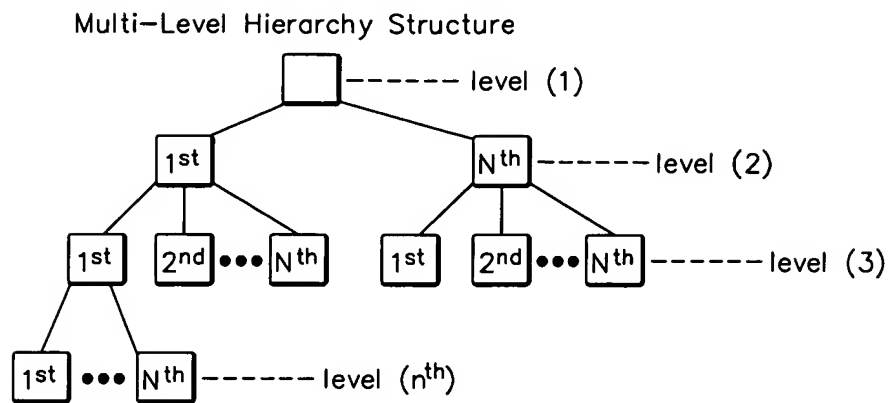 Multi-Level Hierarchy Structure
level (1)
1st Nth level (2)
1st 2nd ••• Nth 1st 2nd ••• Nth level (3)
1st ••• Nth level (nth)